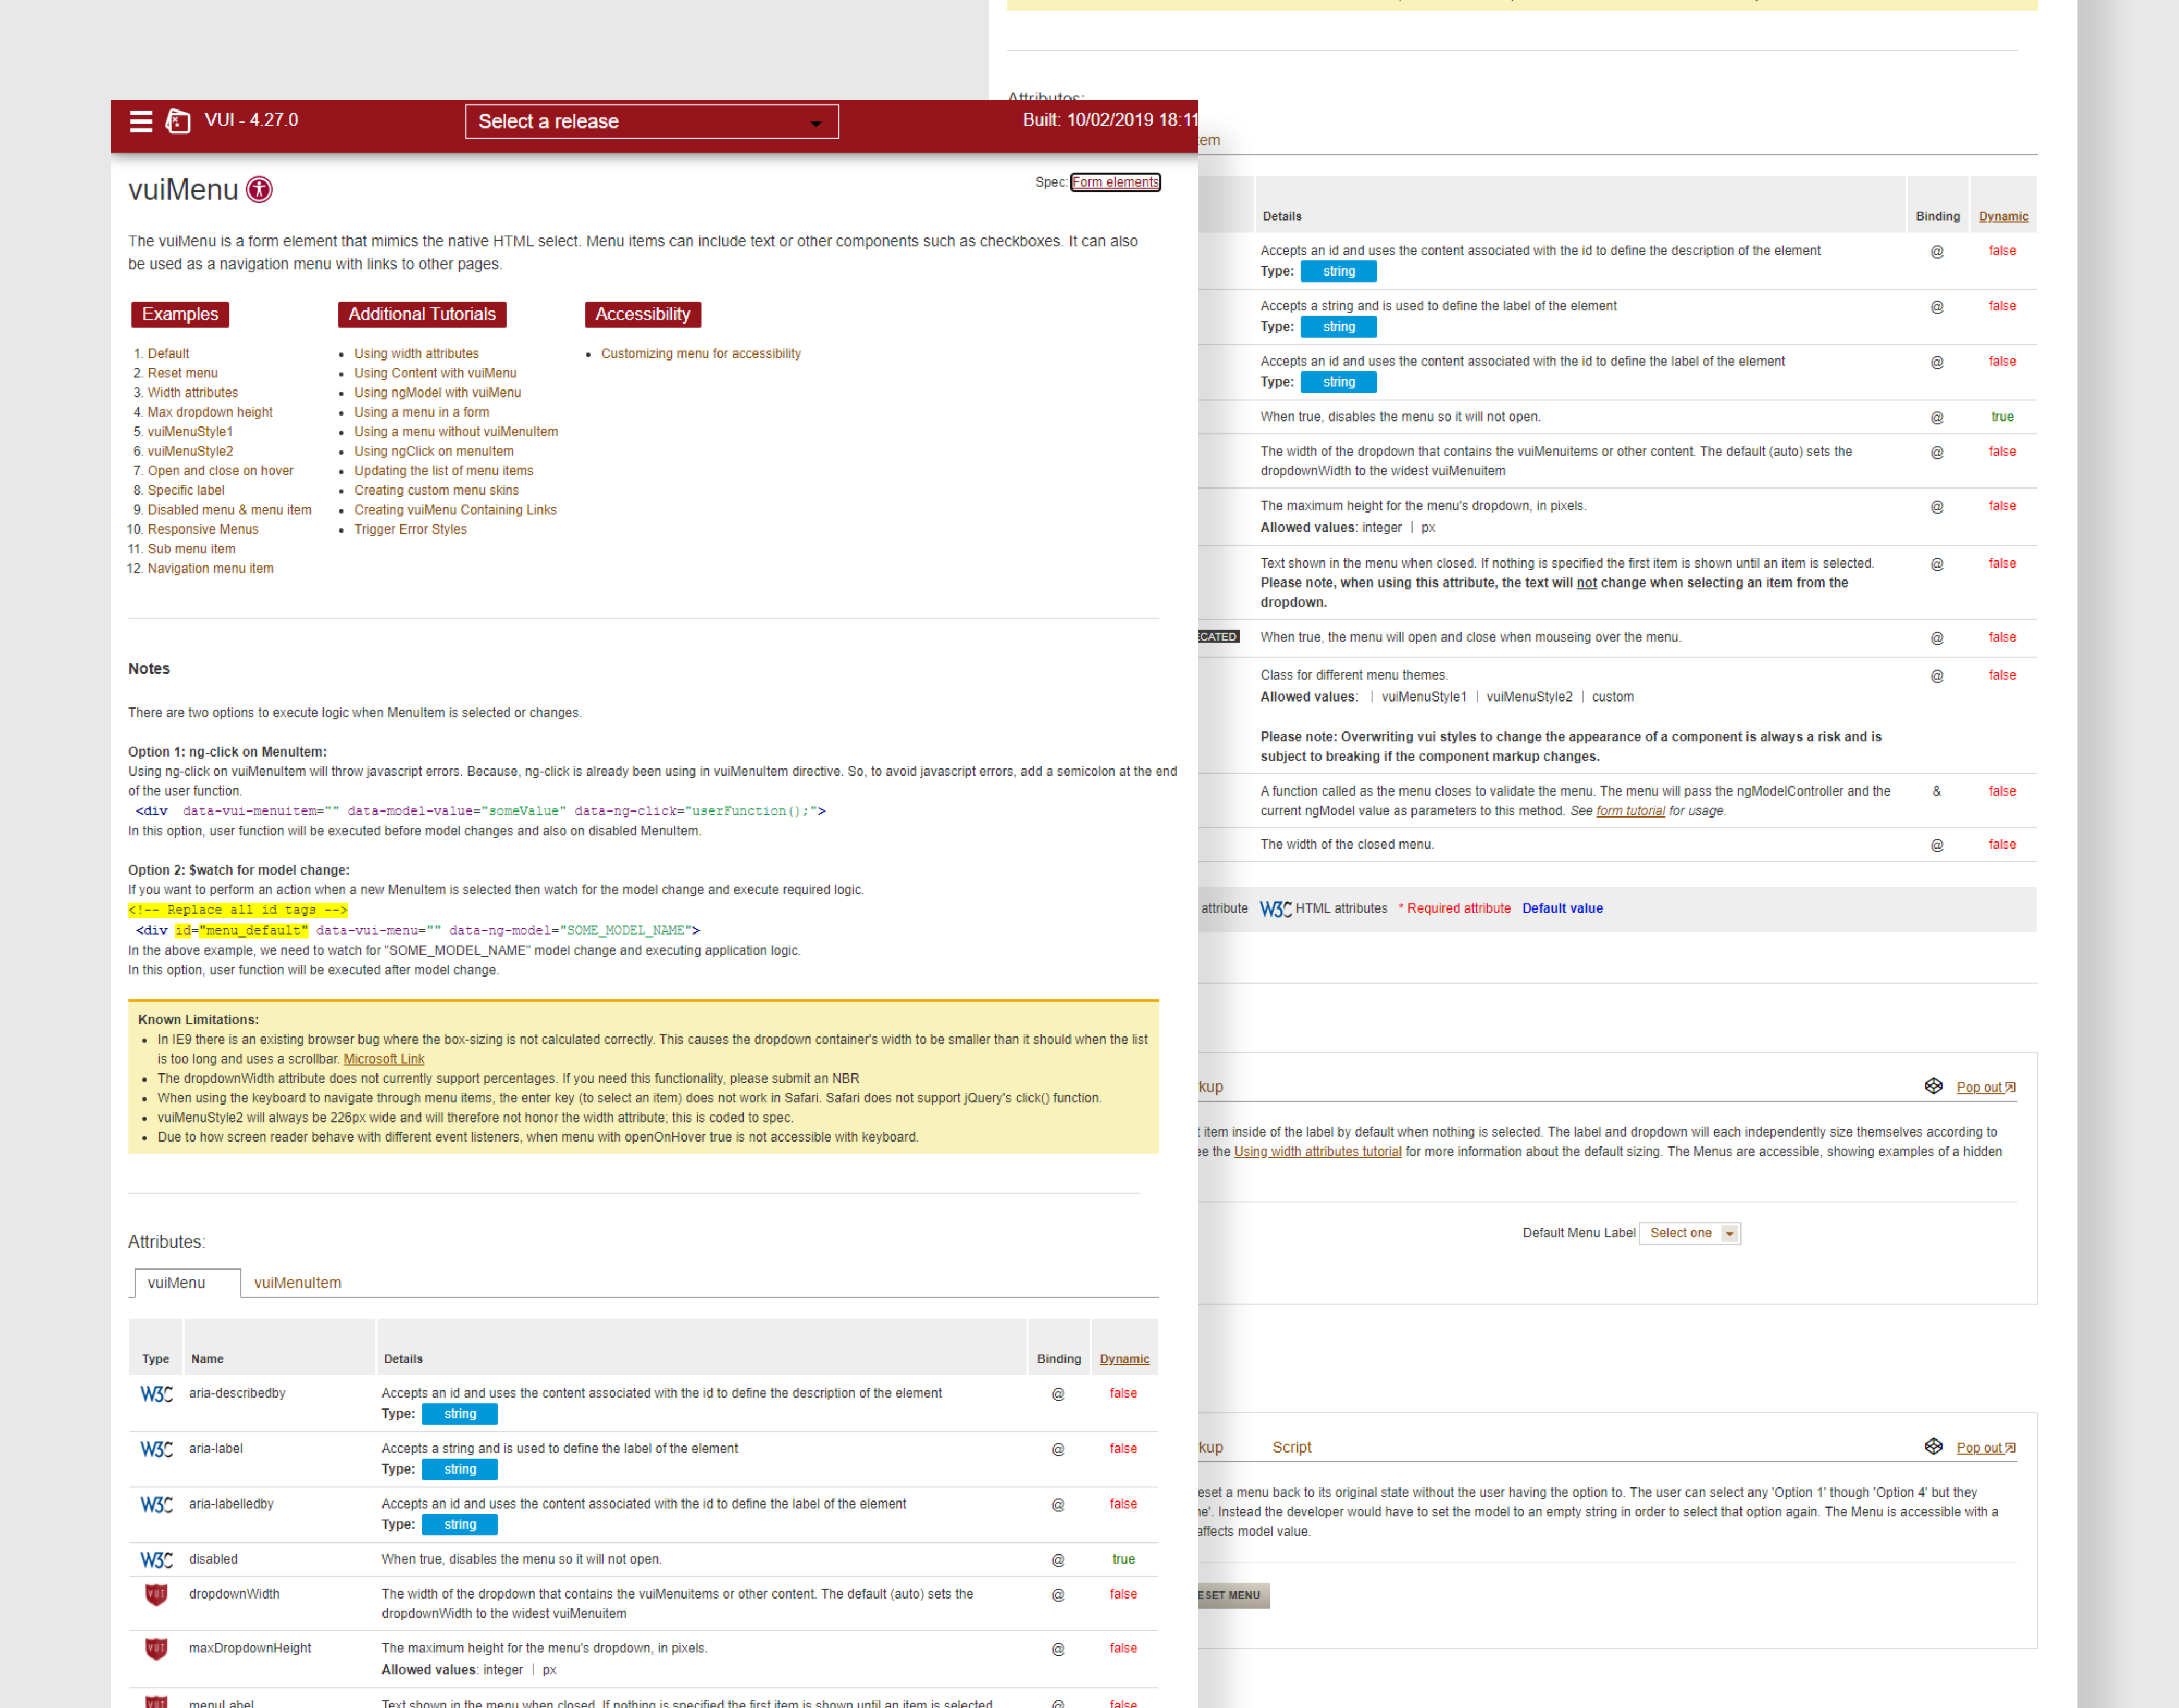 VUI - 4.27.0
Select a release
Built: 10/02/2019 18:11
vuiMenu
Spec: Form elements
The vuiMenu is a form element that mimics the native HTML select. Menu items can include text or other components such as checkboxes. It can also
be used as a navigation menu with links to other pages.
Examples
1. Default
2. Reset menu
3. Width attributes
4. Max dropdown height
5. vuiMenuStyle1
6. vuiMenuStyle2
7. Open and close on hover
8. Specific label
9. Disabled menu & menu item
10. Responsive Menus
11. Sub menu item
12. Navigation menu item
Additional Tutorials
• Using width attributes
• Using Content with vuiMenu
• Using ngModel with vuiMenu
• Using a menu in a form
• Using a menu without vuiMenuItem
• Using ngClick on menuItem
• Updating the list of menu items
• Creating custom menu skins
• Creating vuiMenu Containing Links
• Trigger Error Styles
Accessibility
• Customizing menu for accessibility
Notes
There are two options to execute logic when MenuItem is selected or changes.
Option 1: ng-click on MenuItem:
Using ng-click on vuiMenuItem will throw javascript errors. Because, ng-click is already been using in vuiMenuItem directive. So, to avoid javascript errors, add a semicolon at the end
of the user function.
<div data-vui-menuitem="" data-model-value="someValue" data-ng-click="userFunction();">
In this option, user function will be executed before model changes and also on disabled MenuItem.
Option 2: $watch for model change:
If you want to perform an action when a new MenuItem is selected then watch for the model change and execute required logic.
<!-- Replace all id tags -->
<div id="menu_default" data-vui-menu="" data-ng-model="SOME_MODEL_NAME">
In the above example, we need to watch for "SOME_MODEL_NAME" model change and executing application logic.
In this option, user function will be executed after model change.
Known Limitations:
• In IE9 there is an existing browser bug where the box-sizing is not calculated correctly. This causes the dropdown container's width to be smaller than it should when the list
is too long and uses a scrollbar. Microsoft Link
• The dropdownWidth attribute does not currently support percentages. If you need this functionality, please submit an NBR
• When using the keyboard to navigate through menu items, the enter key (to select an item) does not work in Safari. Safari does not support jQuery's click() function.
• vuiMenuStyle2 will always be 226px wide and will therefore not honor the width attribute; this is coded to spec.
• Due to how screen reader behave with different event listeners, when menu with openOnHover true is not accessible with keyboard.
Attributes:
vuiMenu vuiMenuItem
Type Name Details Binding Dynamic
W3C aria-describedby Accepts an id and uses the content associated with the id to define the description of the element @ false
Type: string
W3C aria-label Accepts a string and is used to define the label of the element @ false
Type: string
W3C aria-labelledby Accepts an id and uses the content associated with the id to define the label of the element @ false
Type: string
W3C disabled When true, disables the menu so it will not open. @ true
VUI dropdownWidth The width of the dropdown that contains the vuiMenuitems or other content. The default (auto) sets the @ false
dropdownWidth to the widest vuiMenuitem
VUI maxDropdownHeight The maximum height for the menu's dropdown, in pixels. @ false
Allowed values: integer | px
VUI menuLabel Text shown in the menu when closed. If nothing is specified the first item is shown until an item is selected @ false
Attributes:
em
Details Binding Dynamic
Accepts an id and uses the content associated with the id to define the description of the element @ false
Type: string
Accepts a string and is used to define the label of the element @ false
Type: string
Accepts an id and uses the content associated with the id to define the label of the element @ false
Type: string
When true, disables the menu so it will not open. @ true
The width of the dropdown that contains the vuiMenuitems or other content. The default (auto) sets the @ false
dropdownWidth to the widest vuiMenuitem
The maximum height for the menu's dropdown, in pixels. @ false
Allowed values: integer | px
Text shown in the menu when closed. If nothing is specified the first item is shown until an item is selected. @ false
Please note, when using this attribute, the text will not change when selecting an item from the
dropdown.
CATED When true, the menu will open and close when mouseing over the menu. @ false
Class for different menu themes. @ false
Allowed values: | vuiMenuStyle1 | vuiMenuStyle2 | custom
Please note: Overwriting vui styles to change the appearance of a component is always a risk and is
subject to breaking if the component markup changes.
A function called as the menu closes to validate the menu. The menu will pass the ngModelController and the & false
current ngModel value as parameters to this method. See form tutorial for usage.
The width of the closed menu. @ false
attribute W3C HTML attributes * Required attribute Default value
kup Pop out
item inside of the label by default when nothing is selected. The label and dropdown will each independently size themselves according to
the Using width attributes tutorial for more information about the default sizing. The Menus are accessible, showing examples of a hidden
Default Menu Label Select one
kup Script Pop out
eset a menu back to its original state without the user having the option to. The user can select any 'Option 1' though 'Option 4' but they
e'. Instead the developer would have to set the model to an empty string in order to select that option again. The Menu is accessible with a
affects model value.
ESET MENU